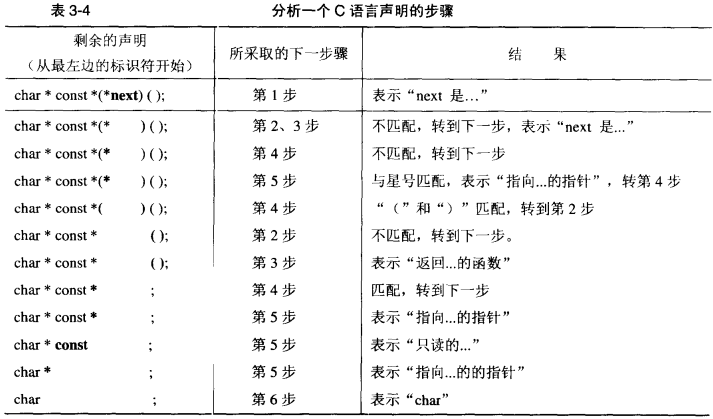 表 3-4 分析一个 C 语言声明的步骤
剩余的声明
（从最左边的标识符开始） 所采取的下一步骤 结 果
char * const *(*next) ( ); 第 1 步 表示“next 是…”
char * const *(* ) ( ); 第 2、3 步 不匹配，转到下一步，表示“next 是...”
char * const *(* ) ( ); 第 4 步 不匹配，转到下一步
char * const *(* ) ( ); 第 5 步 与星号匹配，表示“指向...的指针”，转第 4 步
char * const *( ) ( ); 第 4 步 “（”和“）”匹配，转到第 2 步
char * const * ( ); 第 2 步 不匹配，转到下一步。
char * const * ( ); 第 3 步 表示“返回...的函数”
char * const * ; 第 4 步 匹配，转到下一步
char * const * ; 第 5 步 表示“指向...的指针”
char * const ; 第 5 步 表示“只读的...”
char * ; 第 5 步 表示“指向...的的指针”
char ; 第 6 步 表示“char”